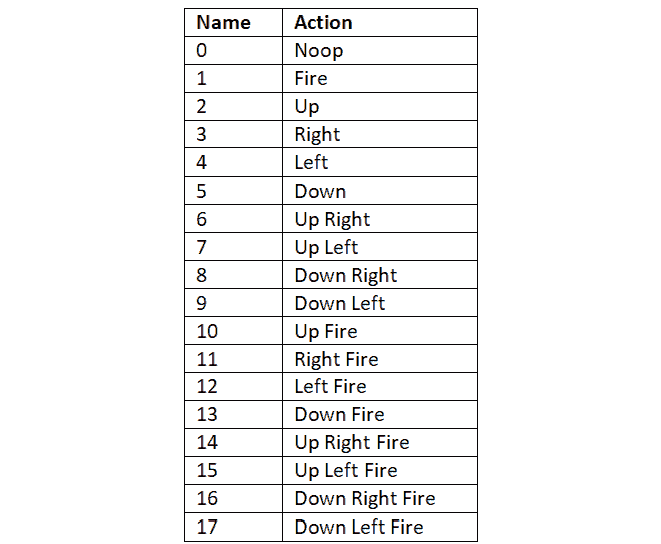 Name Action
0 Noop
1 Fire
2 Up
3 Right
4 Left
5 Down
6 Up Right
7 Up Left
8 Down Right
9 Down Left
10 Up Fire
11 Right Fire
12 Left Fire
13 Down Fire
14 Up Right Fire
15 Up Left Fire
16 Down Right Fire
17 Down Left Fire